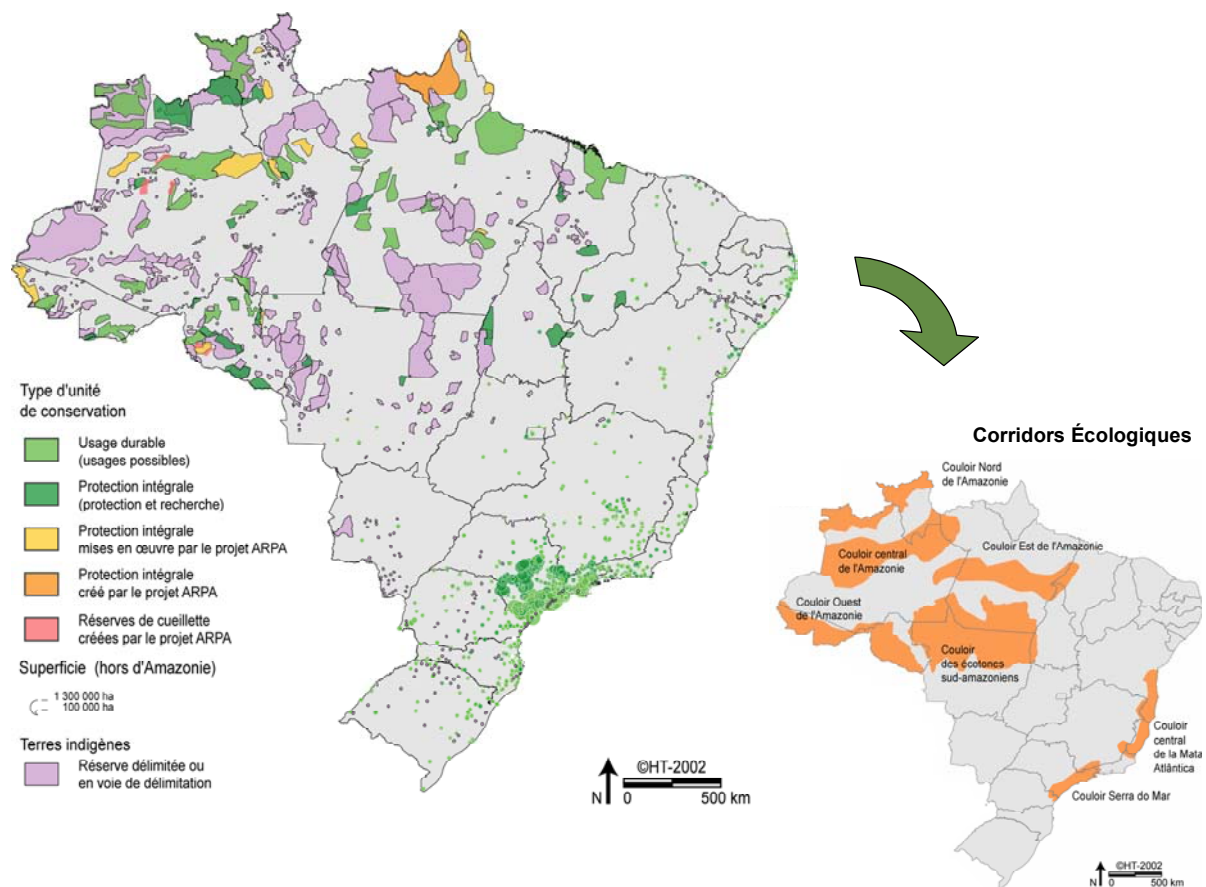 Type d'unité
de conservation
Usage durable
(usages possibles)
Protection intégrale
(protection et recherche)
Protection intégrale
mises en œuvre par le projet ARPA
Protection intégrale
créé par le projet ARPA
Réserves de cueillette
créées par le projet ARPA
Superficie (hors d'Amazonie)
1 300 000 ha
100 000 ha
Terres indigènes
Réserve délimitée ou
en voie de délimitation
©HT-2002
N 0 500 km
Corridors Écologiques
Couloir Nord
de l'Amazonie
Couloir Est de l'Amazonie
Couloir central
de l'Amazonie
Couloir Ouest
de l'Amazonie
Couloir
des écotones
sud-amazoniens
Couloir
central
de la Mata
Atlântica
Couloir Serra do Mar
©HT-2002
N 0 500 km